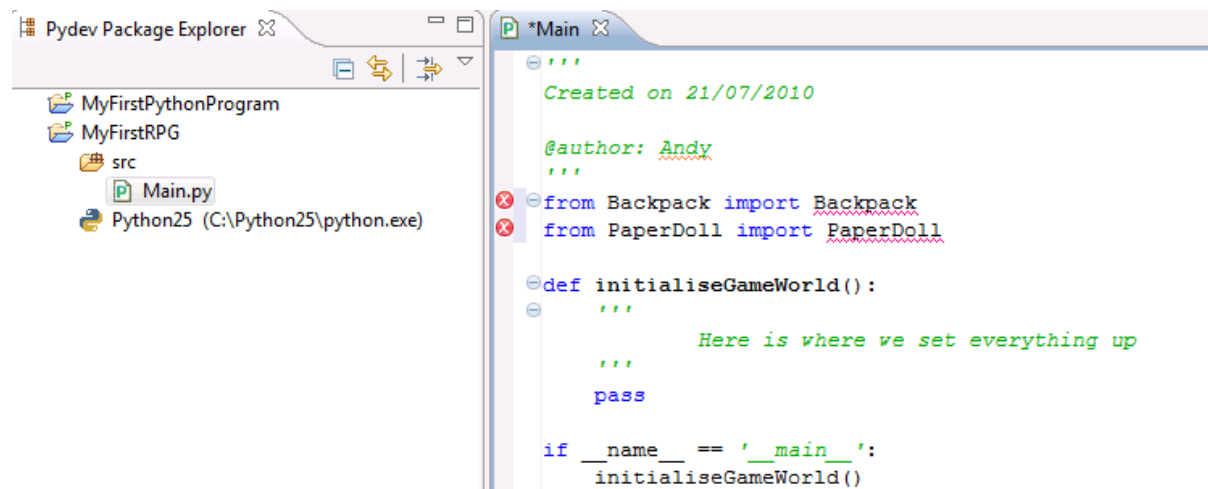 Pydev Package Explorer
MyFirstPythonProgram
MyFirstRPG
src
Main.py
Python25 (C:\Python25\python.exe)
*Main
'''
Created on 21/07/2010
@author: Andy
'''
from Backpack import Backpack
from PaperDoll import PaperDoll
def initialiseGameWorld():
'''
Here is where we set everything up
'''
pass
if __name__ == '__main__':
initialiseGameWorld()